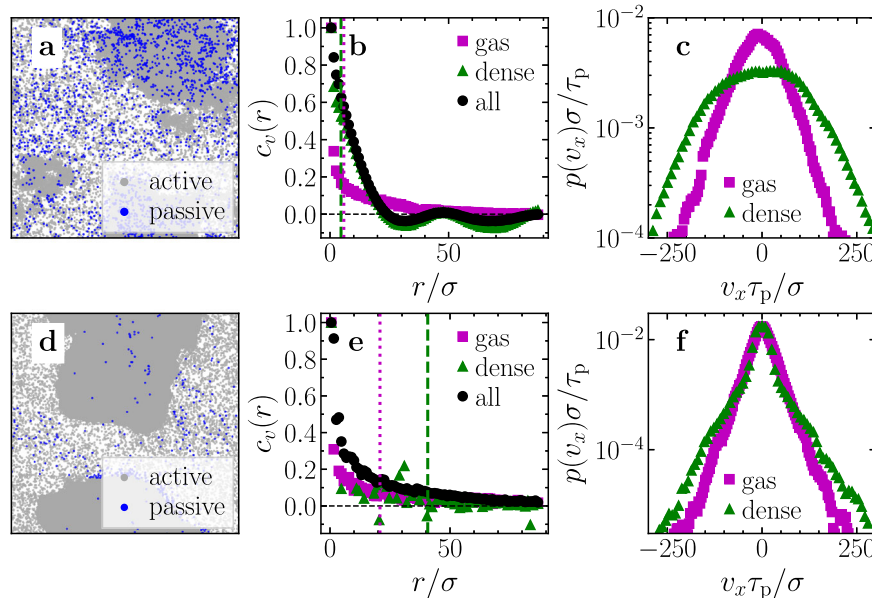 a
active
passive
b
1.0
0.8
0.6
0.4
0.2
0.0
c_v(r)
gas
dense
all
0
50
r/σ
c
10^−2
10^−3
10^−4
p(v_x)σ/τ_p
gas
dense
−250
0
250
v_xτ_p/σ
d
active
passive
e
1.0
0.8
0.6
0.4
0.2
0.0
c_v(r)
gas
dense
all
0
50
r/σ
f
10^−2
10^−4
p(v_x)σ/τ_p
gas
dense
−250
0
250
v_xτ_p/σ